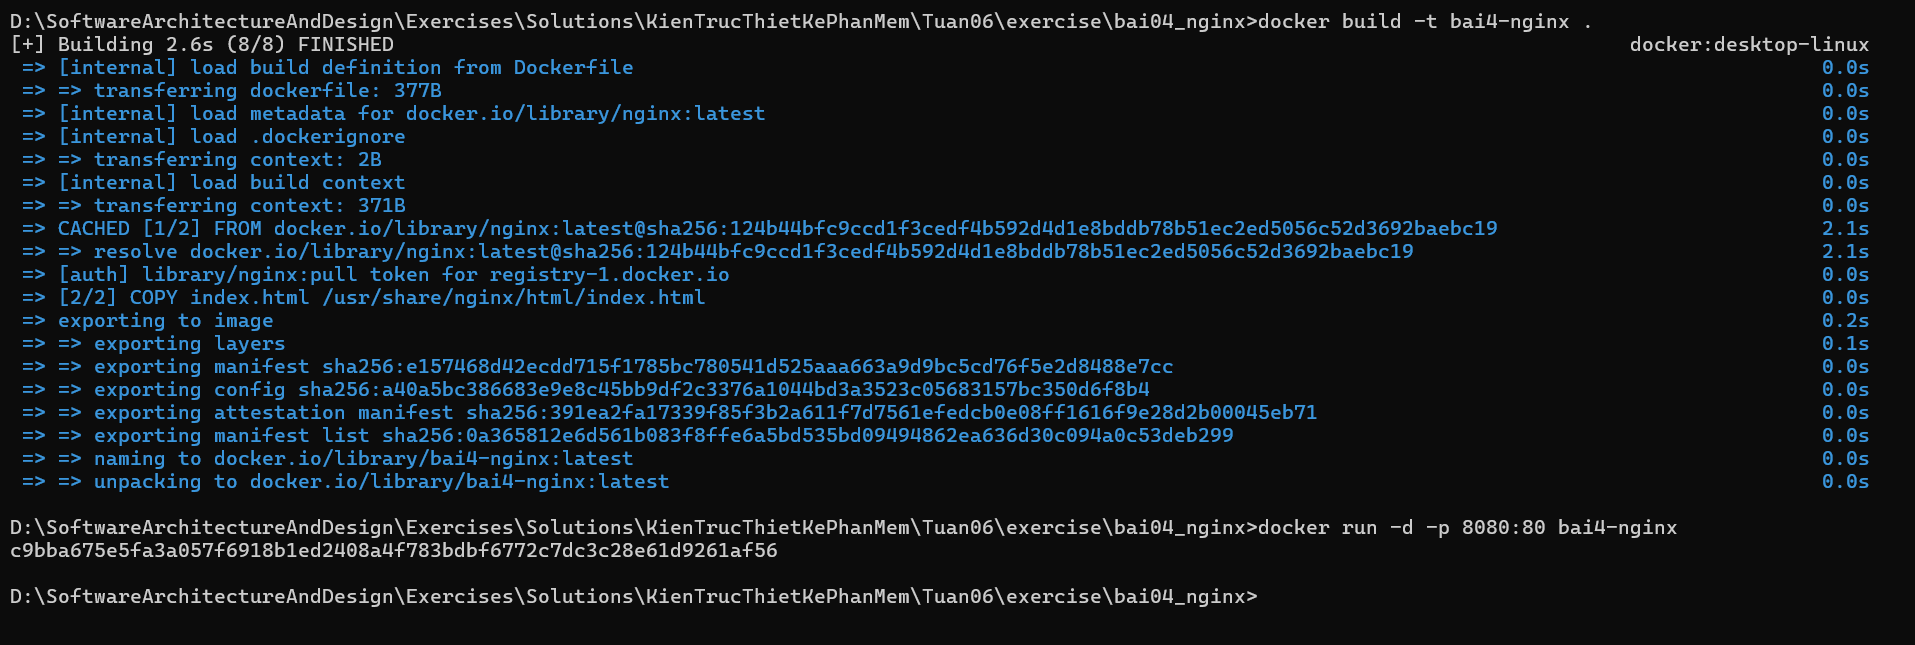 D:\SoftwareArchitectureAndDesign\Exercises\Solutions\KienTrucThietKePhanMem\Tuan06\exercise\bai04_nginx>docker build -t bai4-nginx .
[+] Building 2.6s (8/8) FINISHED docker:desktop-linux
=> [internal] load build definition from Dockerfile 0.0s
=> => transferring dockerfile: 377B 0.0s
=> [internal] load metadata for docker.io/library/nginx:latest 0.0s
=> [internal] load .dockerignore 0.0s
=> => transferring context: 2B 0.0s
=> [internal] load build context 0.0s
=> => transferring context: 371B 0.0s
=> CACHED [1/2] FROM docker.io/library/nginx:latest@sha256:124b44bfc9ccd1f3cedf4b592d4d1e8bddb78b51ec2ed5056c52d3692baebc19 2.1s
=> => resolve docker.io/library/nginx:latest@sha256:124b44bfc9ccd1f3cedf4b592d4d1e8bddb78b51ec2ed5056c52d3692baebc19 2.1s
=> [auth] library/nginx:pull token for registry-1.docker.io 0.0s
=> [2/2] COPY index.html /usr/share/nginx/html/index.html 0.0s
=> exporting to image 0.2s
=> => exporting layers 0.1s
=> => exporting manifest sha256:e157468d42ecdd715f1785bc780541d525aaa663a9d9bc5cd76f5e2d8488e7cc 0.0s
=> => exporting config sha256:a40a5bc386683e9e8c45bb9df2c3376a1044bd3a3523c05683157bc350d6f8b4 0.0s
=> => exporting attestation manifest sha256:391ea2fa17339f85f3b2a611f7d7561efedcb0e08ff1616f9e28d2b00045eb71 0.0s
=> => exporting manifest list sha256:0a365812e6d561b083f8ffe6a5bd535bd09494862ea636d30c094a0c53deb299 0.0s
=> => naming to docker.io/library/bai4-nginx:latest 0.0s
=> => unpacking to docker.io/library/bai4-nginx:latest 0.0s
D:\SoftwareArchitectureAndDesign\Exercises\Solutions\KienTrucThietKePhanMem\Tuan06\exercise\bai04_nginx>docker run -d -p 8080:80 bai4-nginx
c9bba675e5fa3a057f6918b1ed2408a4f783bdbf6772c7dc3c28e61d9261af56
D:\SoftwareArchitectureAndDesign\Exercises\Solutions\KienTrucThietKePhanMem\Tuan06\exercise\bai04_nginx>